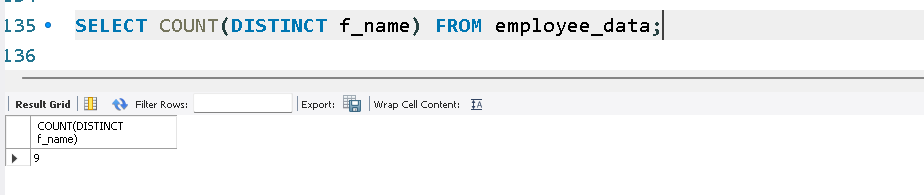 135 SELECT COUNT(DISTINCT f_name) FROM employee_data;
136
Result Grid Filter Rows: Export: Wrap Cell Content:
COUNT(DISTINCT
f_name)
9